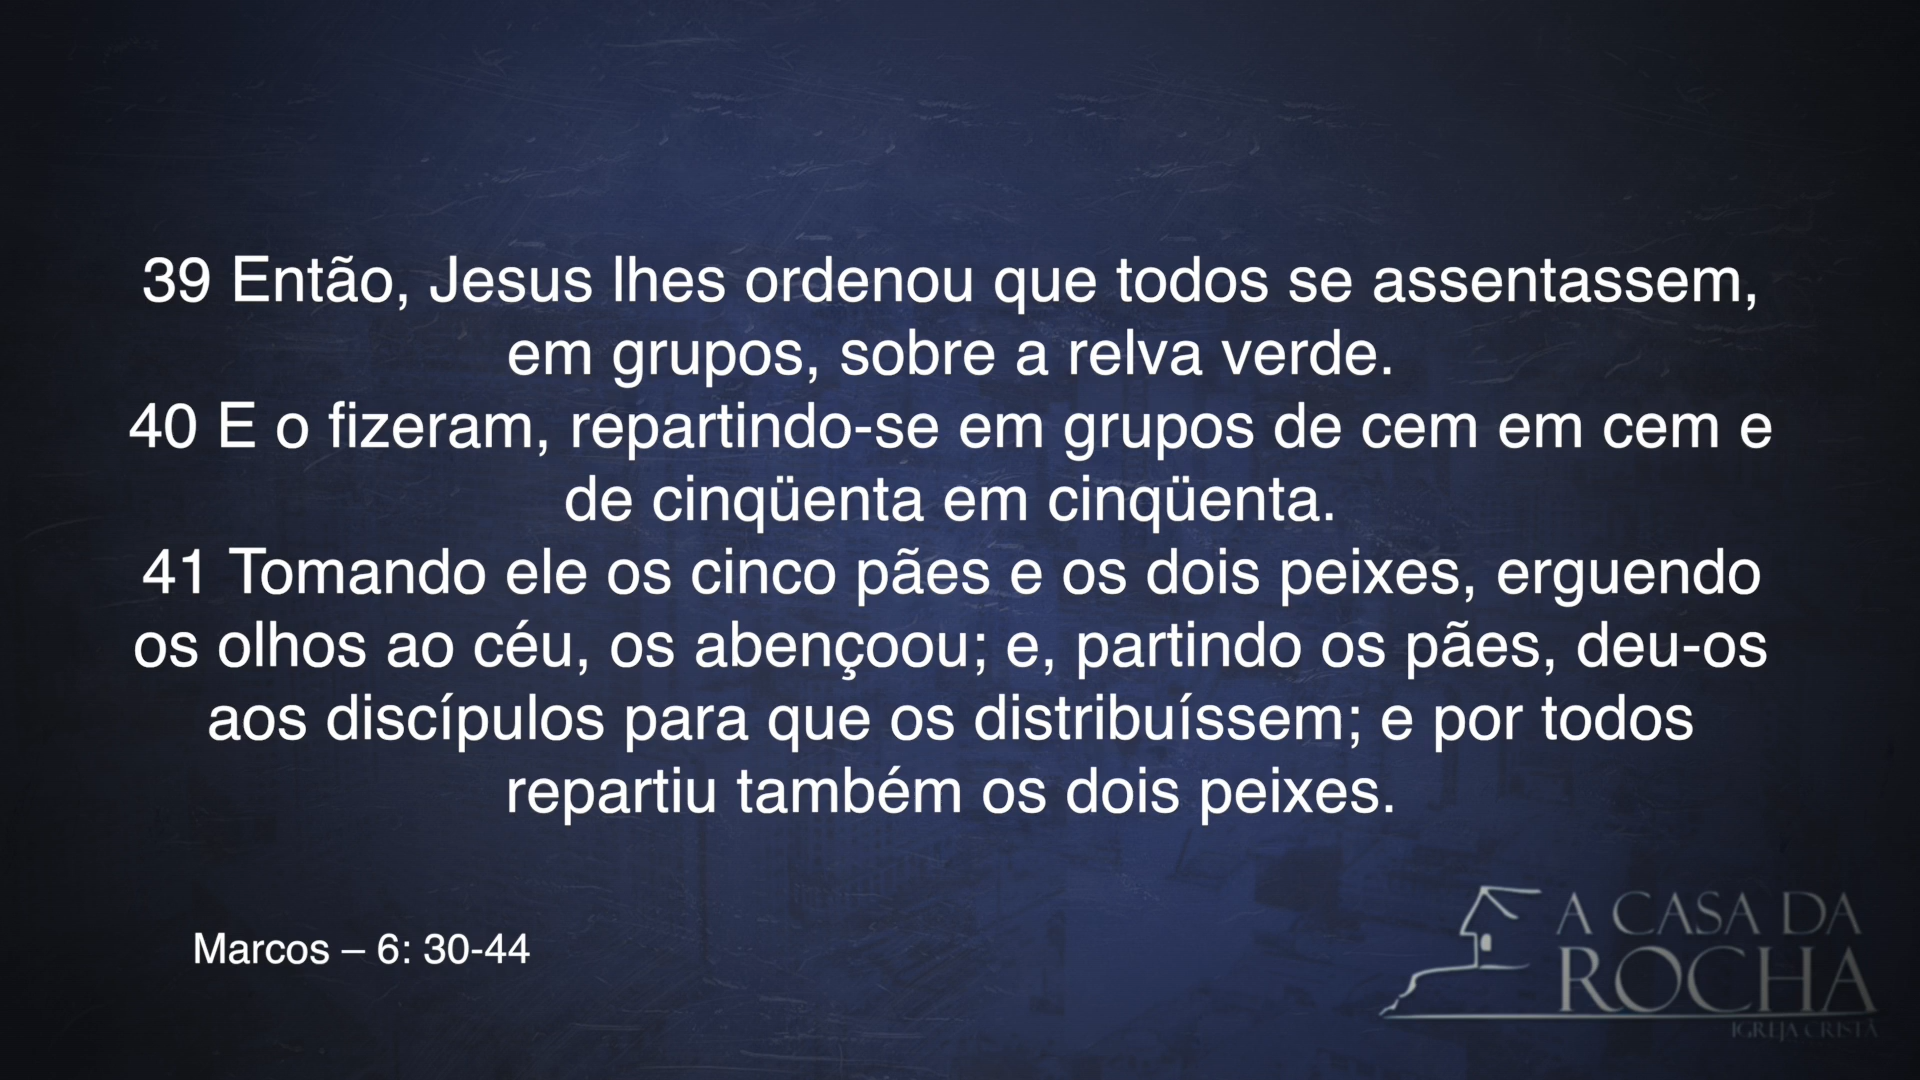 39 Então, Jesus lhes ordenou que todos se assentassem,
em grupos, sobre a relva verde.
40 E o fizeram, repartindo-se em grupos de cem em cem e
de cinqüenta em cinqüenta.
41 Tomando ele os cinco pães e os dois peixes, erguendo
os olhos ao céu, os abençoou; e, partindo os pães, deu-os
aos discípulos para que os distribuíssem; e por todos
repartiu também os dois peixes.
Marcos – 6: 30-44
A CASA DA
ROCHA
IGREJA CRISTÃ